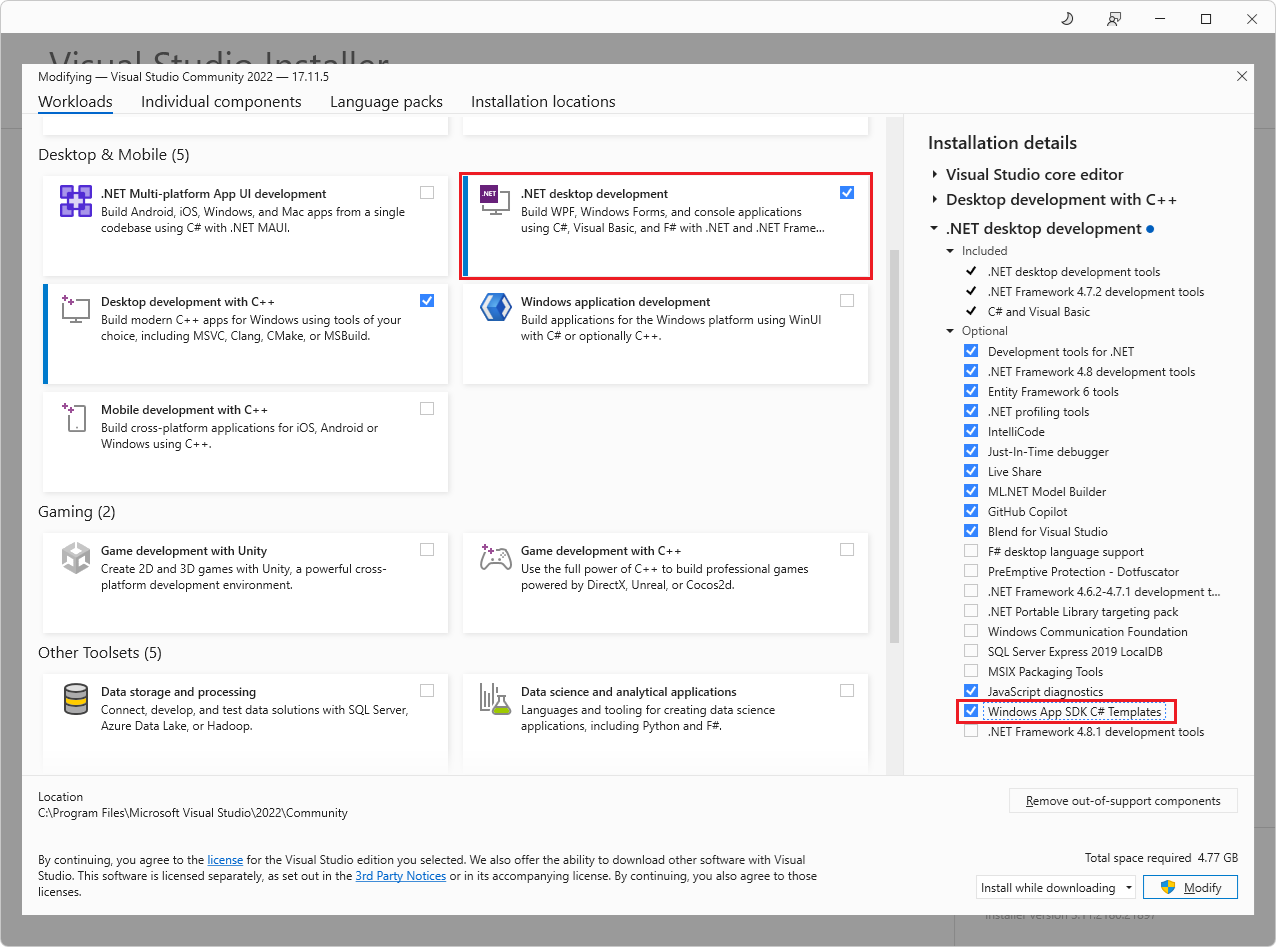 Visual Studio Installer
Modifying — Visual Studio Community 2022 — 17.11.5
Workloads
Individual components
Language packs
Installation locations
Desktop & Mobile (5)
.NET Multi-platform App UI development
Build Android, iOS, Windows, and Mac apps from a single
codebase using C# with .NET MAUI.
.NET
.NET desktop development
Build WPF, Windows Forms, and console applications
using C#, Visual Basic, and F# with .NET and .NET Frame...
Desktop development with C++
Build modern C++ apps for Windows using tools of your
choice, including MSVC, Clang, CMake, or MSBuild.
Windows application development
Build applications for the Windows platform using WinUI
with C# or optionally C++.
Mobile development with C++
Build cross-platform applications for iOS, Android or
Windows using C++.
Gaming (2)
Game development with Unity
Create 2D and 3D games with Unity, a powerful cross-
platform development environment.
Game development with C++
Use the full power of C++ to build professional games
powered by DirectX, Unreal, or Cocos2d.
Other Toolsets (5)
Data storage and processing
Connect, develop, and test data solutions with SQL Server,
Azure Data Lake, or Hadoop.
Data science and analytical applications
Languages and tooling for creating data science
applications, including Python and F#.
Installation details
Visual Studio core editor
Desktop development with C++
.NET desktop development
Included
.NET desktop development tools
.NET Framework 4.7.2 development tools
C# and Visual Basic
Optional
Development tools for .NET
.NET Framework 4.8 development tools
Entity Framework 6 tools
.NET profiling tools
IntelliCode
Just-In-Time debugger
Live Share
ML.NET Model Builder
GitHub Copilot
Blend for Visual Studio
F# desktop language support
PreEmptive Protection - Dotfuscator
.NET Framework 4.6.2-4.7.1 development t...
.NET Portable Library targeting pack
Windows Communication Foundation
SQL Server Express 2019 LocalDB
MSIX Packaging Tools
JavaScript diagnostics
Windows App SDK C# Templates
.NET Framework 4.8.1 development tools
Location
C:\Program Files\Microsoft Visual Studio\2022\Community
Remove out-of-support components
By continuing, you agree to the license for the Visual Studio edition you selected. We also offer the ability to download other software with Visual
Studio. This software is licensed separately, as set out in the 3rd Party Notices or in its accompanying license. By continuing, you also agree to those
licenses.
Total space required 4.77 GB
Install while downloading
Modify
Installer version